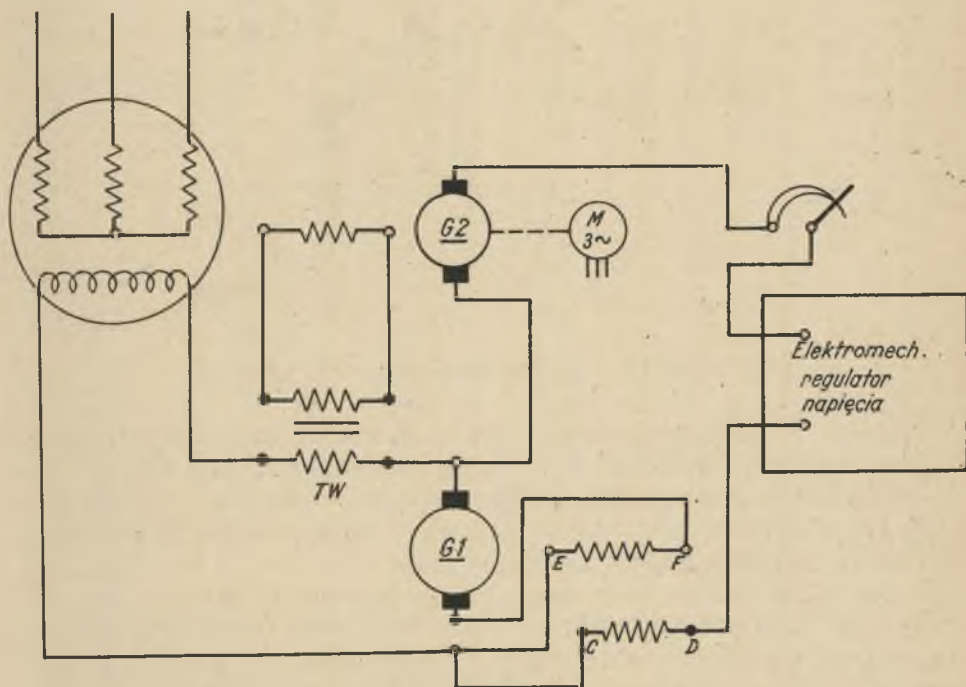 G2
M
3~
Elektromech.
regulator
napięcia
TW
G1
E
F
C
D